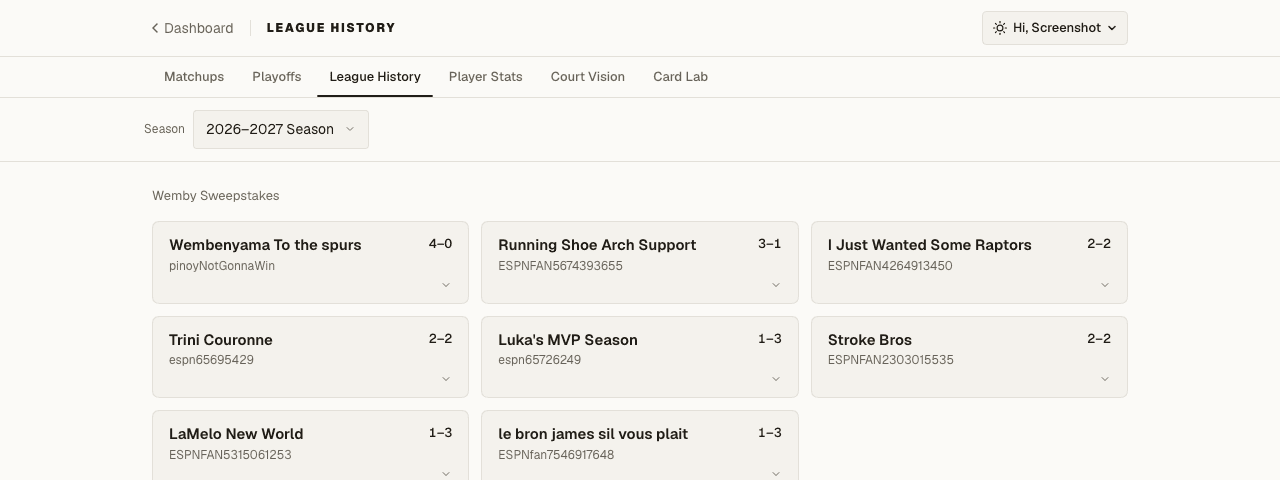 Dashboard
LEAGUE HISTORY
Hi, Screenshot
Matchups
Playoffs
League History
Player Stats
Court Vision
Card Lab
Season
2026–2027 Season
Wemby Sweepstakes
Wembenyama To the spurs
4–0
pinoyNotGonnaWin
Running Shoe Arch Support
3–1
ESPNFAN5674393655
I Just Wanted Some Raptors
2–2
ESPNFAN4264913450
Trini Couronne
2–2
espn65695429
Luka's MVP Season
1–3
espn65726249
Stroke Bros
2–2
ESPNFAN2303015535
LaMelo New World
1–3
ESPNFAN5315061253
le bron james sil vous plait
1–3
ESPNfan7546917648